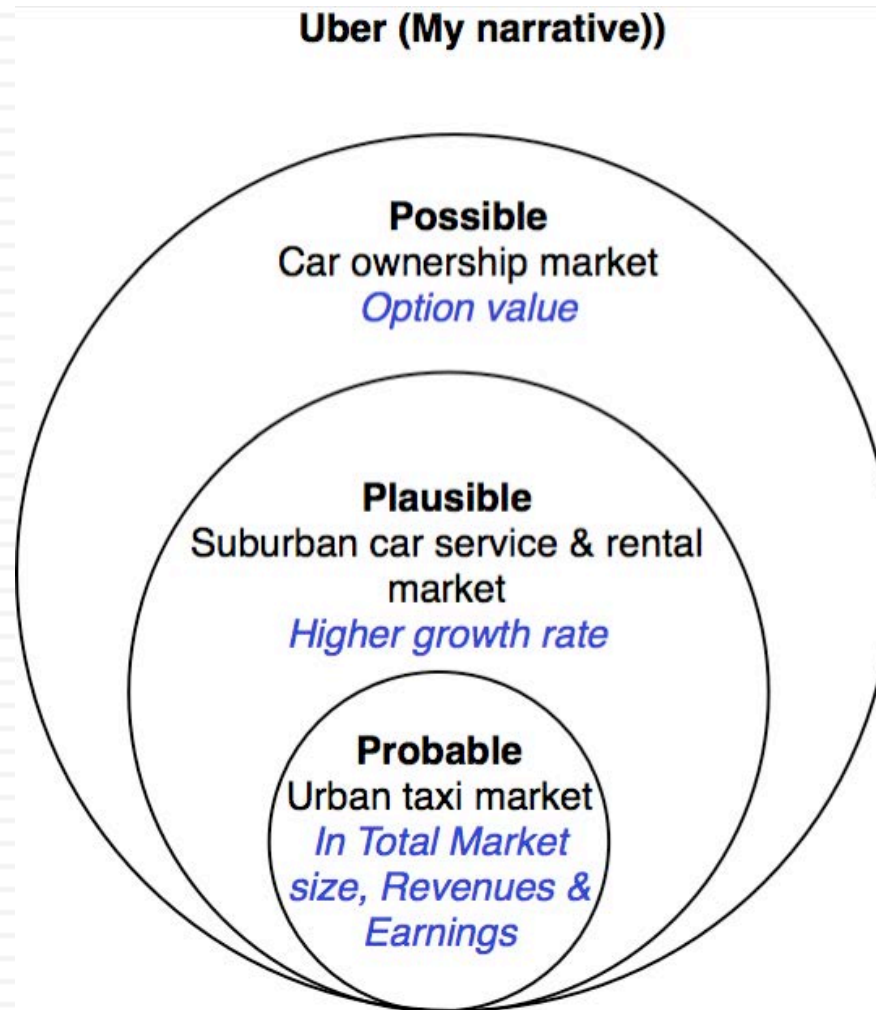 Uber (My narrative))
Possible
Car ownership market
Option value
Plausible
Suburban car service & rental
market
Higher growth rate
Probable
Urban taxi market
In Total Market
size, Revenues &
Earnings